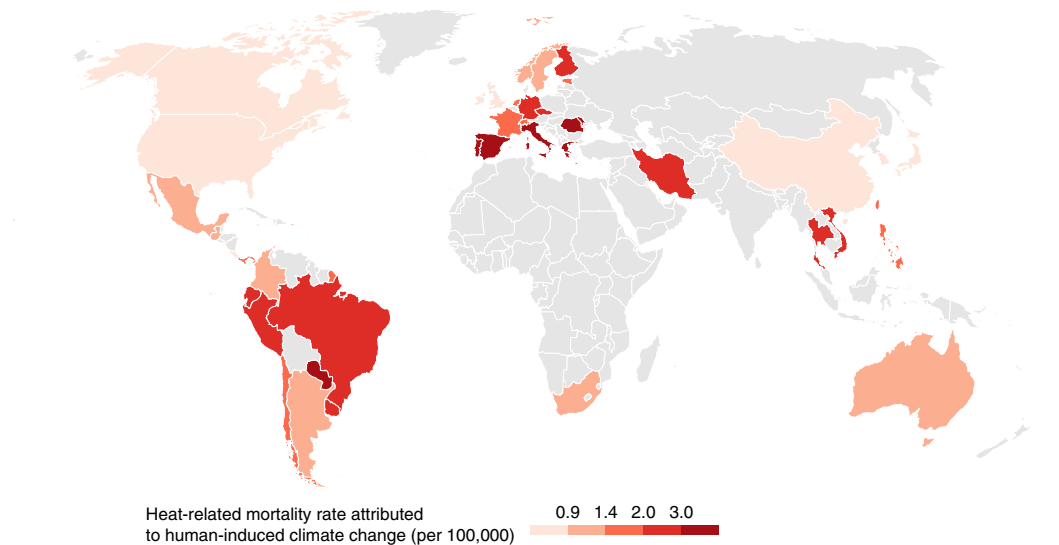 Heat-related mortality rate attributed
to human-induced climate change (per 100,000)
0.9 1.4 2.0 3.0